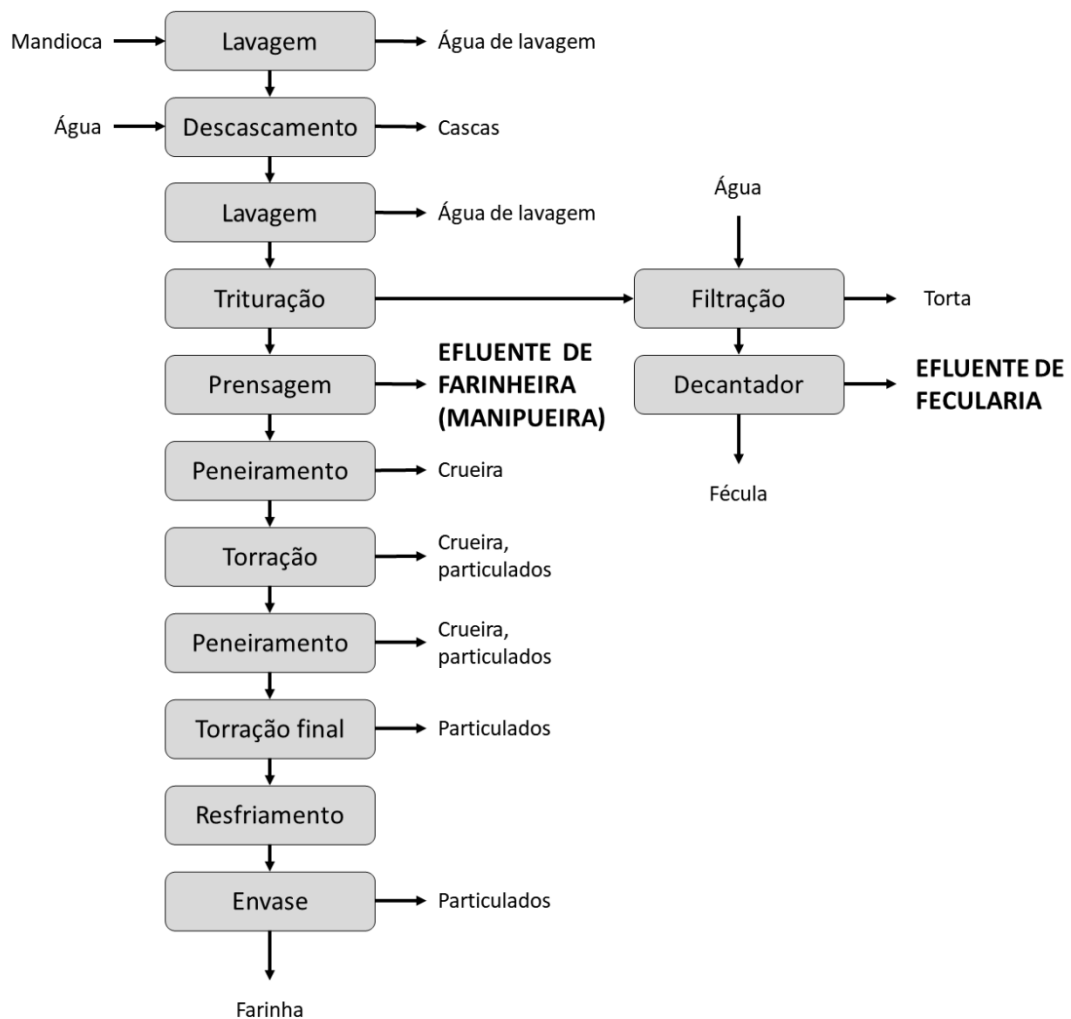 Mandioca
Lavagem
Água de lavagem
Água
Descascamento
Cascas
Lavagem
Água de lavagem
Água
Trituração
Filtração
Torta
Prensagem
EFLUENTE DE
FARINHEIRA
(MANIPUEIRA)
Decantador
EFLUENTE DE
FECULARIA
Peneiramento
Crueira
Fécula
Torração
Crueira,
particulados
Peneiramento
Crueira,
particulados
Torração final
Particulados
Resfriamento
Envase
Particulados
Farinha